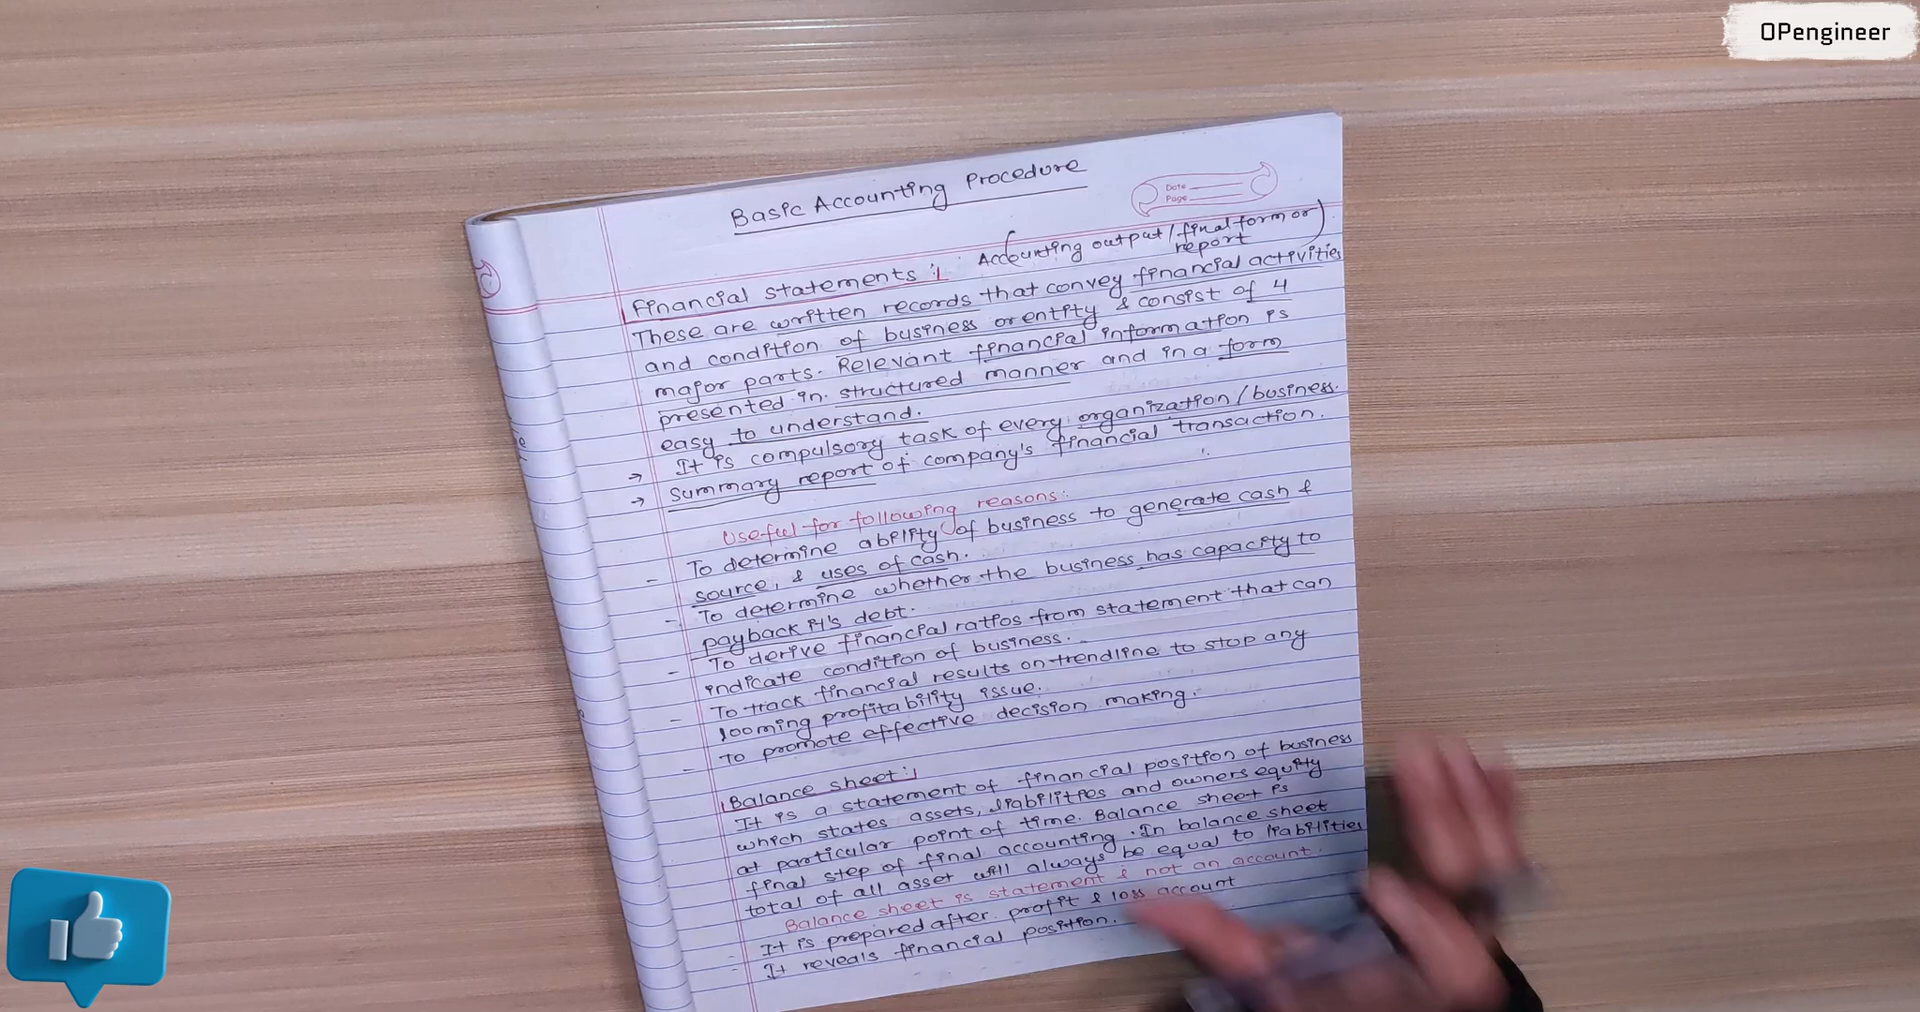 OPengineer
Basic Accounting Procedure
Date
Page
Financial statements :| (Accounting output/final form or report)
These are written records that convey financial activities
and condition of business or entity & consist of 4
major parts. Relevant financial information is
presented in structured manner and in a form
easy to understand.
→ It is compulsory task of every organization/business.
→ Summary report of company's financial transaction.
Useful for following reasons:
- To determine ability of business to generate cash &
source, & uses of cash.
- To determine whether the business has capacity to
payback it's debt.
- To derive financial ratios from statement that can
indicate condition of business.
- To track financial results on trendline to stop any
looming profitability issue.
- To promote effective decision making.
Balance sheet :|
It is a statement of financial position of business
which states assets, liabilities and owners equity
at particular point of time. Balance sheet is
final step of final accounting. In balance sheet
total of all asset will always be equal to liabilities
Balance sheet is statement & not an account.
- It is prepared after profit & loss account
- It reveals financial position.